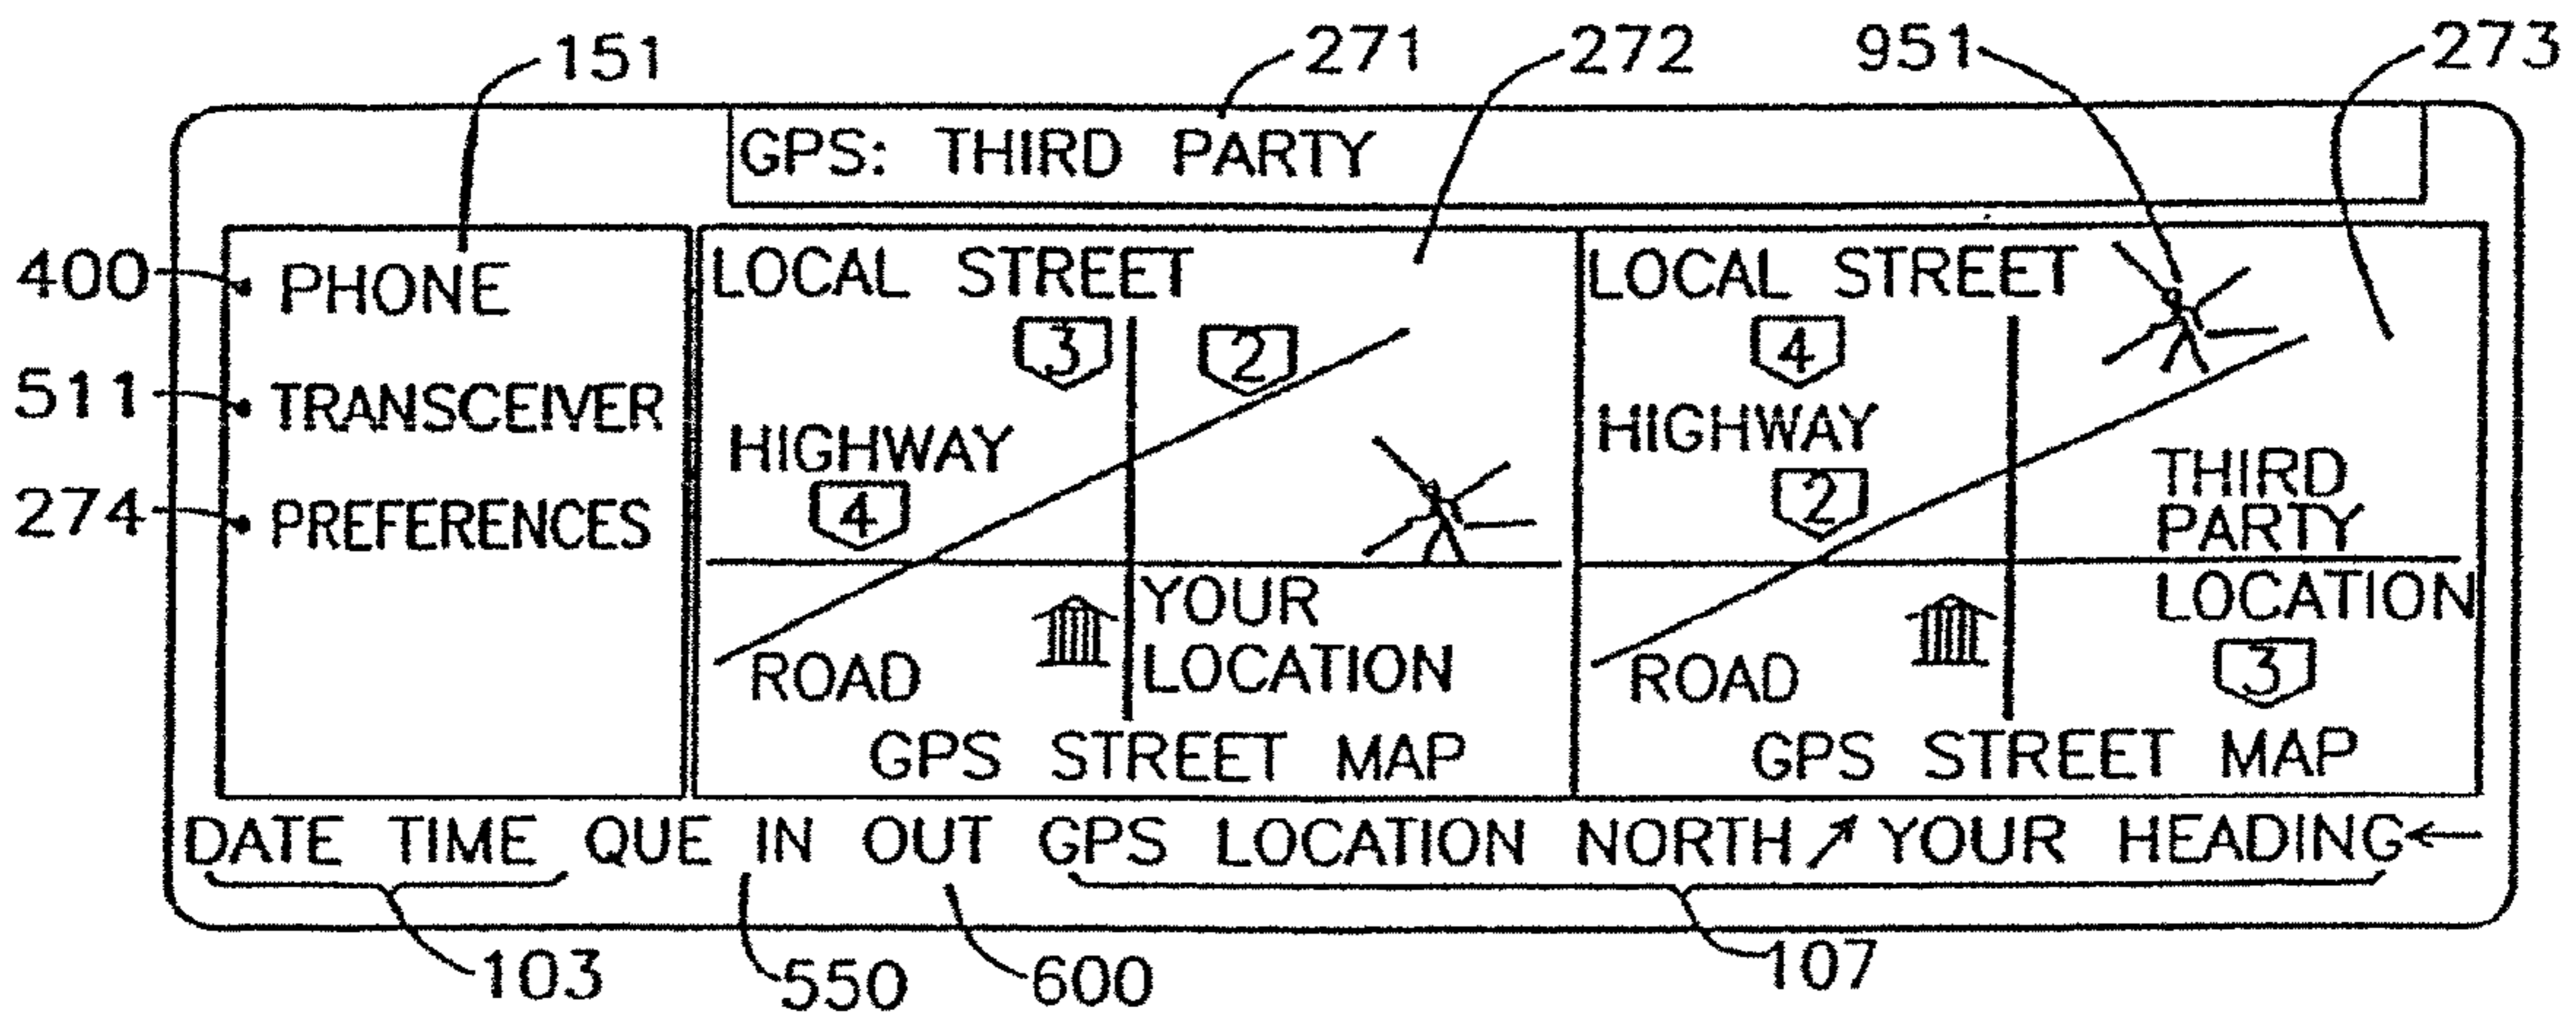 151 271 272 951 273
GPS: THIRD PARTY
400 PHONE
511 TRANSCEIVER
274 PREFERENCES
LOCAL STREET
3 2
HIGHWAY
4
YOUR
LOCATION
ROAD
GPS STREET MAP
LOCAL STREET
4
HIGHWAY
2
THIRD
PARTY
LOCATION
3
ROAD
GPS STREET MAP
DATE TIME QUE IN OUT GPS LOCATION NORTH↗YOUR HEADING←
103 550 600 107